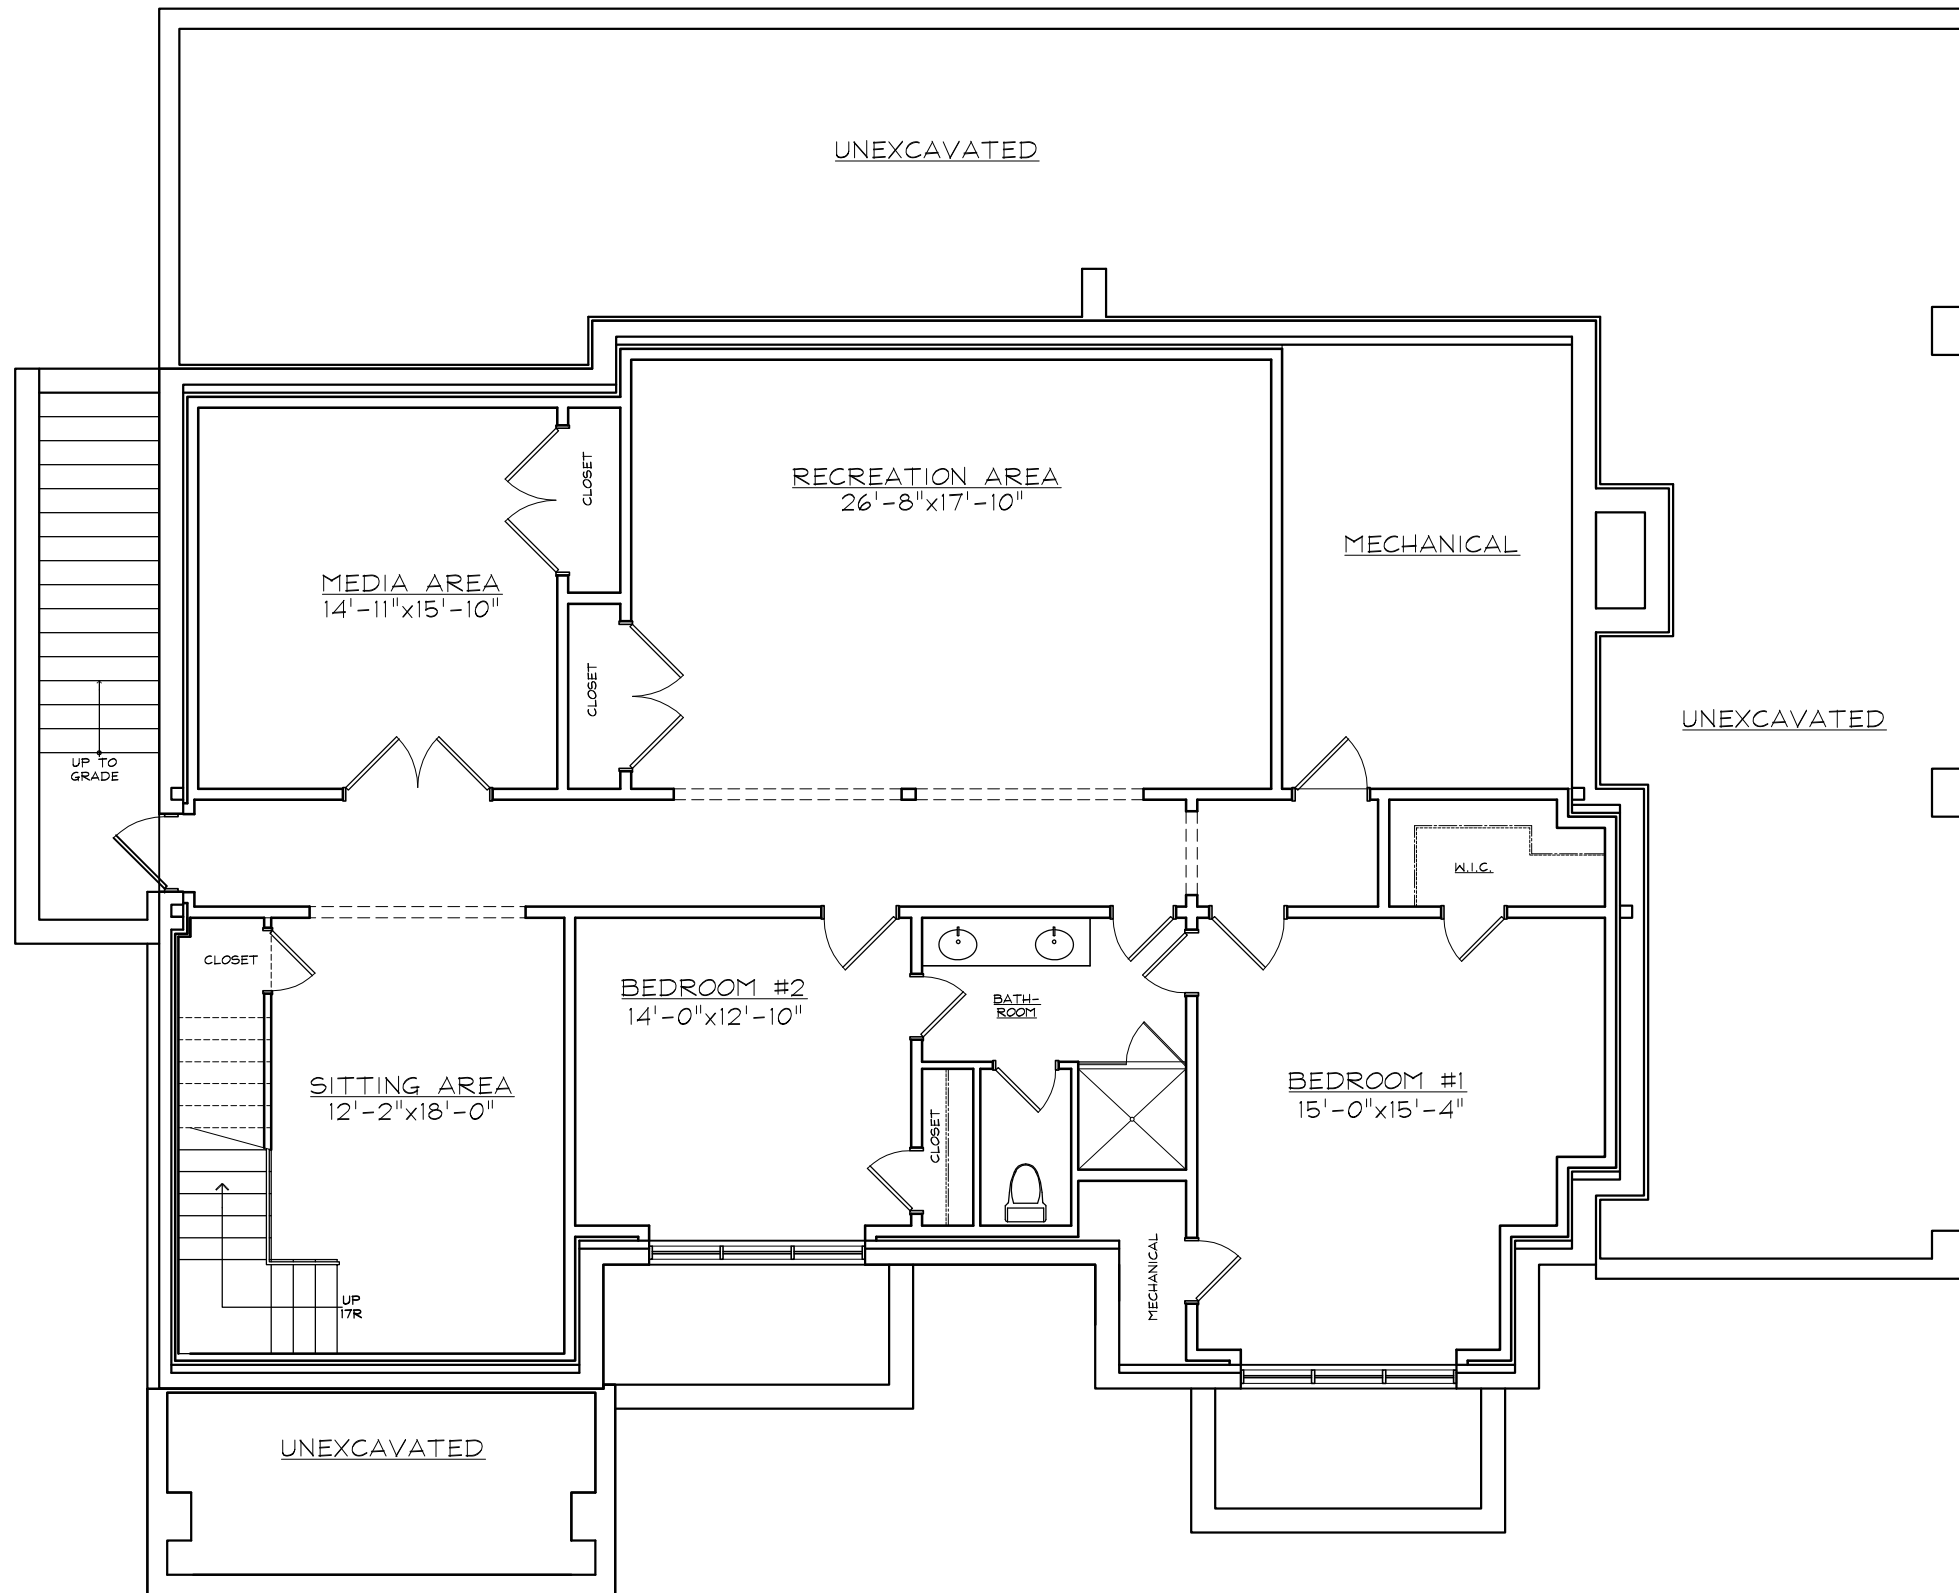 UNEXCAVATED
RECREATION AREA
26'-8"x17'-10"
CLOSET
MECHANICAL
MEDIA AREA
14'-11"x15'-10"
CLOSET
UNEXCAVATED
UP TO
GRADE
W.I.C.
CLOSET
BEDROOM #2
14'-0"x12'-10"
BATH-
ROOM
SITTING AREA
12'-2"x18'-0"
BEDROOM #1
15'-0"x15'-4"
CLOSET
MECHANICAL
UP
17R
UNEXCAVATED